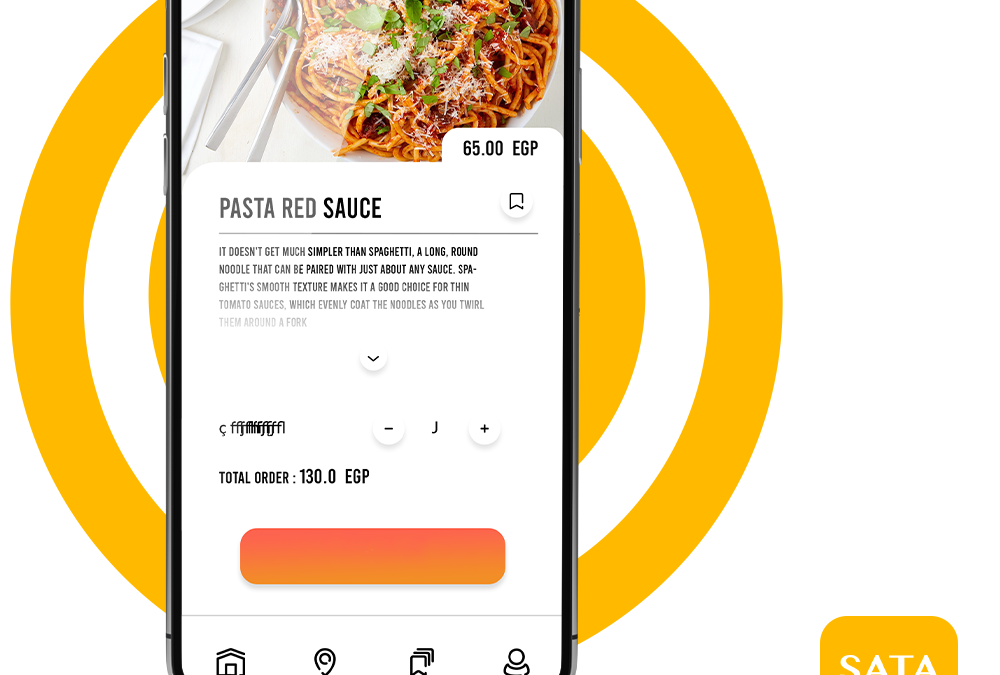 65.00 EGP
PASTA RED SAUCE
IT DOESN'T GET MUCH SIMPLER THAN SPAGHETTI, A LONG, ROUND
NOODLE THAT CAN BE PAIRED WITH JUST ABOUT ANY SAUCE. SPA-
GHETTI'S SMOOTH TEXTURE MAKES IT A GOOD CHOICE FOR THIN
TOMATO SAUCES, WHICH EVENLY COAT THE NOODLES AS YOU TWIRL
THEM AROUND A FORK
− J +
TOTAL ORDER : 130.0 EGP
SATA